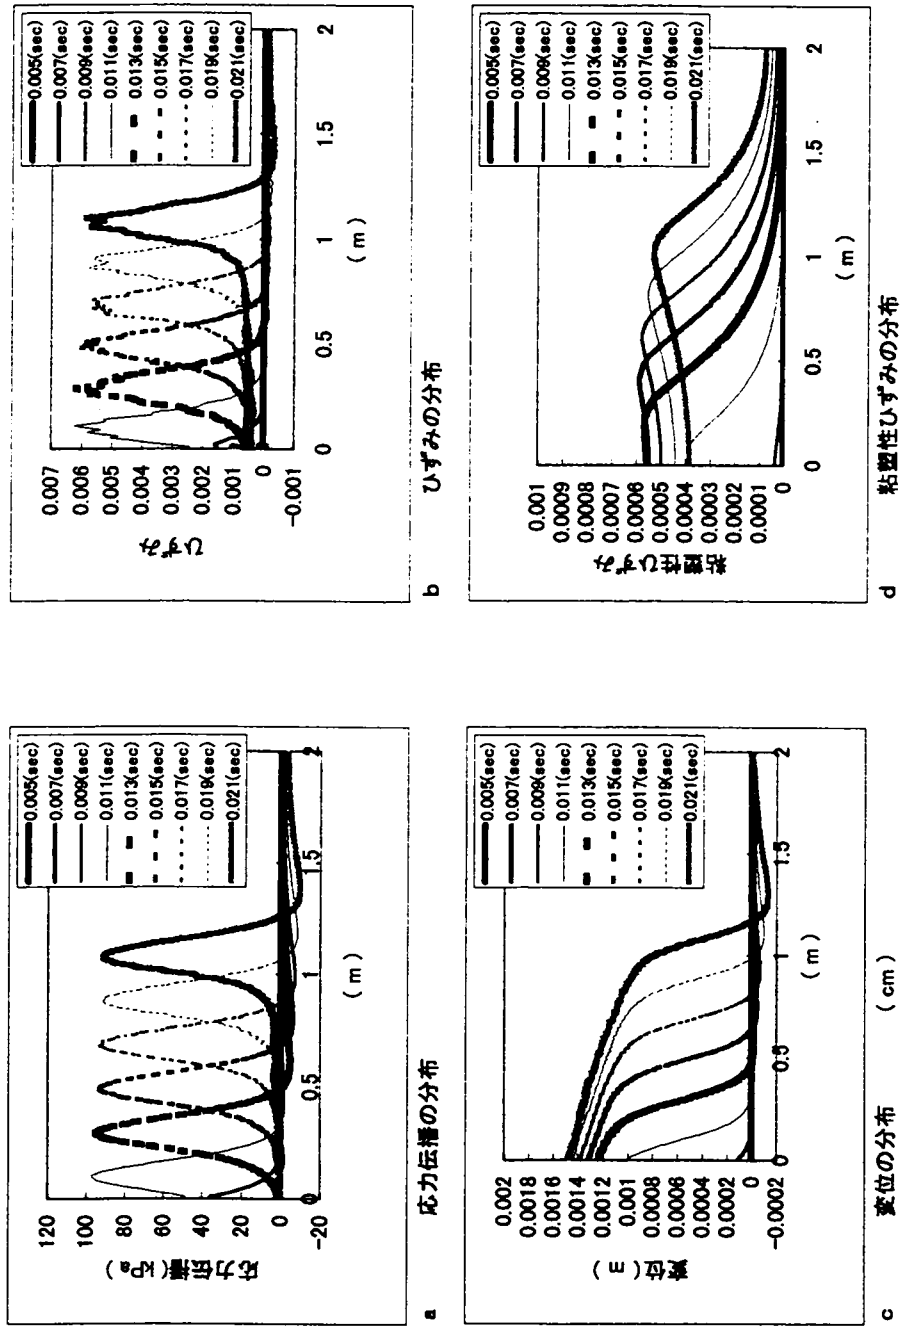 120
100
80
60
40
20
0
-20
応力伝播(kPa)
0
0.5
1
1.5
2
(m)
0.005(sec)
0.007(sec)
0.009(sec)
0.011(sec)
0.013(sec)
0.015(sec)
0.017(sec)
0.019(sec)
0.021(sec)
a 応力伝播の分布
0.007
0.006
0.005
0.004
0.003
0.002
0.001
0
-0.001
ひずみ
0
0.5
1
1.5
2
(m)
0.005(sec)
0.007(sec)
0.009(sec)
0.011(sec)
0.013(sec)
0.015(sec)
0.017(sec)
0.019(sec)
0.021(sec)
b ひずみの分布
0.002
0.0018
0.0016
0.0014
0.0012
0.001
0.0008
0.0006
0.0004
0.0002
0
-0.0002
変位(m)
0
0.5
1
1.5
2
(m)
0.005(sec)
0.007(sec)
0.009(sec)
0.011(sec)
0.013(sec)
0.015(sec)
0.017(sec)
0.019(sec)
0.021(sec)
c 変位の分布 (cm)
0.001
0.0009
0.0008
0.0007
0.0006
0.0005
0.0004
0.0003
0.0002
0.0001
0
粘塑性ひずみ
0
0.5
1
1.5
2
(m)
0.005(sec)
0.007(sec)
0.009(sec)
0.011(sec)
0.013(sec)
0.015(sec)
0.017(sec)
0.019(sec)
0.021(sec)
d 粘塑性ひずみの分布